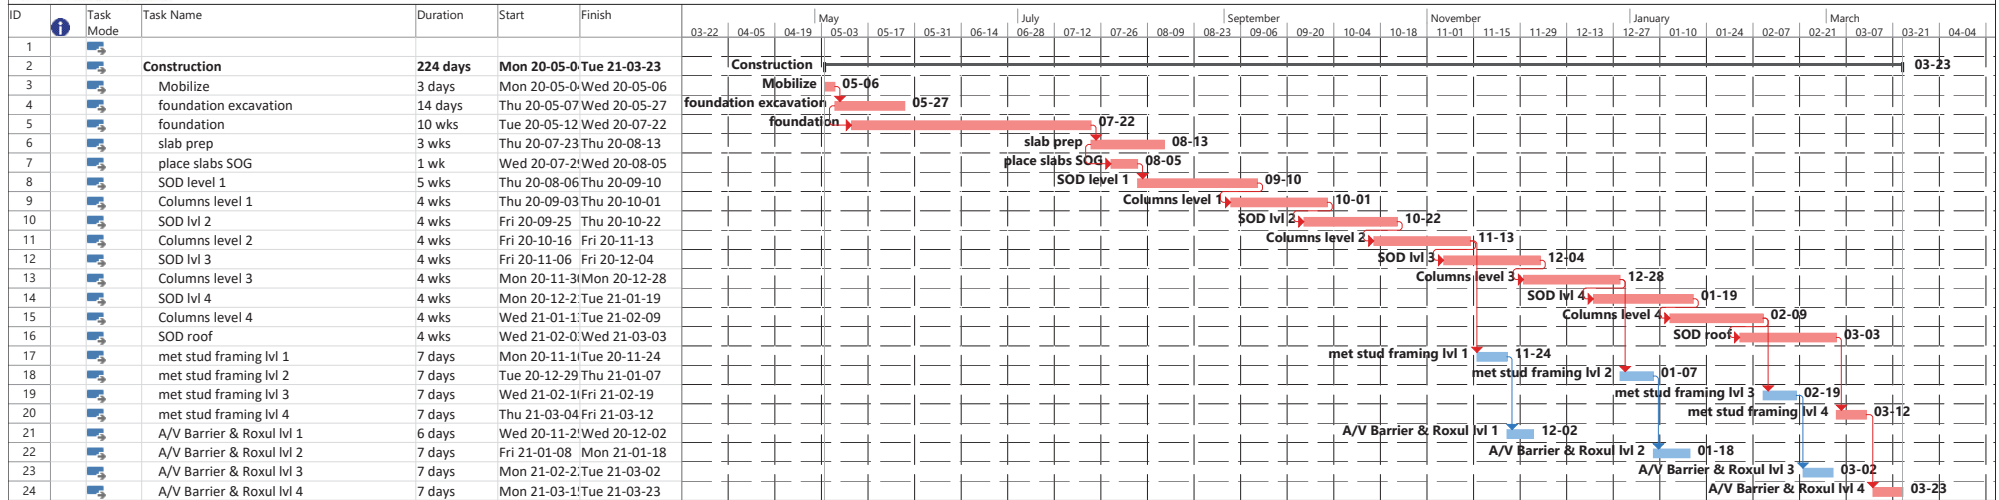 ID Task Mode Task Name Duration Start Finish
May July September November January March
03-22 04-05 04-19 05-03 05-17 05-31 06-14 06-28 07-12 07-26 08-09 08-23 09-06 09-20 10-04 10-18 11-01 11-15 11-29 12-13 12-27 01-10 01-24 02-07 02-21 03-07 03-21 04-04
1
2 Construction 224 days Mon 20-05-0 Tue 21-03-23 Construction 03-23
3 Mobilize 3 days Mon 20-05-0 Wed 20-05-06 Mobilize 05-06
4 foundation excavation 14 days Thu 20-05-07 Wed 20-05-27 foundation excavation 05-27
5 foundation 10 wks Tue 20-05-12 Wed 20-07-22 foundation 07-22
6 slab prep 3 wks Thu 20-07-23 Thu 20-08-13 slab prep 08-13
7 place slabs SOG 1 wk Wed 20-07-2 Wed 20-08-05 place slabs SOG 08-05
8 SOD level 1 5 wks Thu 20-08-06 Thu 20-09-10 SOD level 1 09-10
9 Columns level 1 4 wks Thu 20-09-03 Thu 20-10-01 Columns level 1 10-01
10 SOD lvl 2 4 wks Fri 20-09-25 Thu 20-10-22 SOD lvl 2 10-22
11 Columns level 2 4 wks Fri 20-10-16 Fri 20-11-13 Columns level 2 11-13
12 SOD lvl 3 4 wks Fri 20-11-06 Fri 20-12-04 SOD lvl 3 12-04
13 Columns level 3 4 wks Mon 20-11-30 Mon 20-12-28 Columns level 3 12-28
14 SOD lvl 4 4 wks Mon 20-12-2 Tue 21-01-19 SOD lvl 4 01-19
15 Columns level 4 4 wks Wed 21-01-1 Tue 21-02-09 Columns level 4 02-09
16 SOD roof 4 wks Wed 21-02-0 Wed 21-03-03 SOD roof 03-03
17 met stud framing lvl 1 7 days Mon 20-11-1 Tue 20-11-24 met stud framing lvl 1 11-24
18 met stud framing lvl 2 7 days Tue 20-12-29 Thu 21-01-07 met stud framing lvl 2 01-07
19 met stud framing lvl 3 7 days Wed 21-02-1 Fri 21-02-19 met stud framing lvl 3 02-19
20 met stud framing lvl 4 7 days Thu 21-03-04 Fri 21-03-12 met stud framing lvl 4 03-12
21 A/V Barrier & Roxul lvl 1 6 days Wed 20-11-2 Wed 20-12-02 A/V Barrier & Roxul lvl 1 12-02
22 A/V Barrier & Roxul lvl 2 7 days Fri 21-01-08 Mon 21-01-18 A/V Barrier & Roxul lvl 2 01-18
23 A/V Barrier & Roxul lvl 3 7 days Mon 21-02-2 Tue 21-03-02 A/V Barrier & Roxul lvl 3 03-02
24 A/V Barrier & Roxul lvl 4 7 days Mon 21-03-1 Tue 21-03-23 A/V Barrier & Roxul lvl 4 03-23